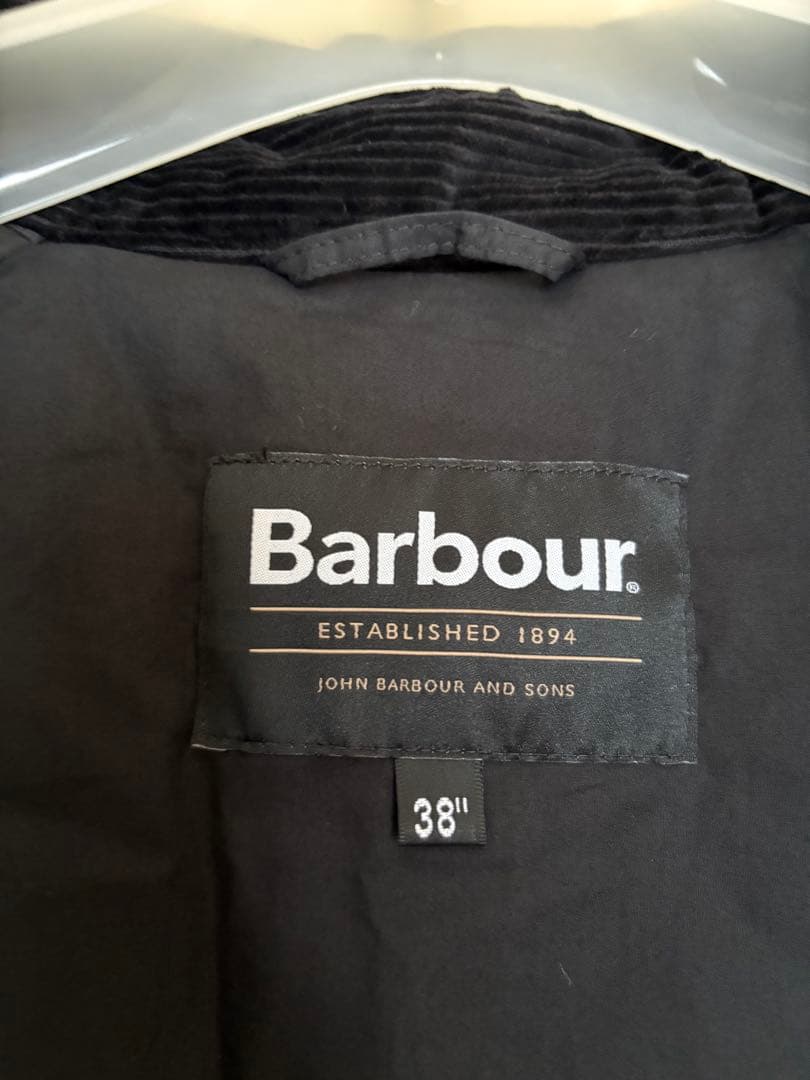 Barbour®
ESTABLISHED 1894
JOHN BARBOUR AND SONS
38"